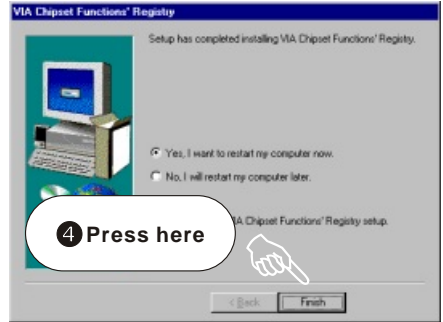 VIA Chipset Functions' Registry
Setup has completed installing VIA Chipset Functions' Registry.
Yes, I want to restart my computer now.
No, I will restart my computer later.
VIA Chipset Functions' Registry setup.
4 Press here
< Back
Finish